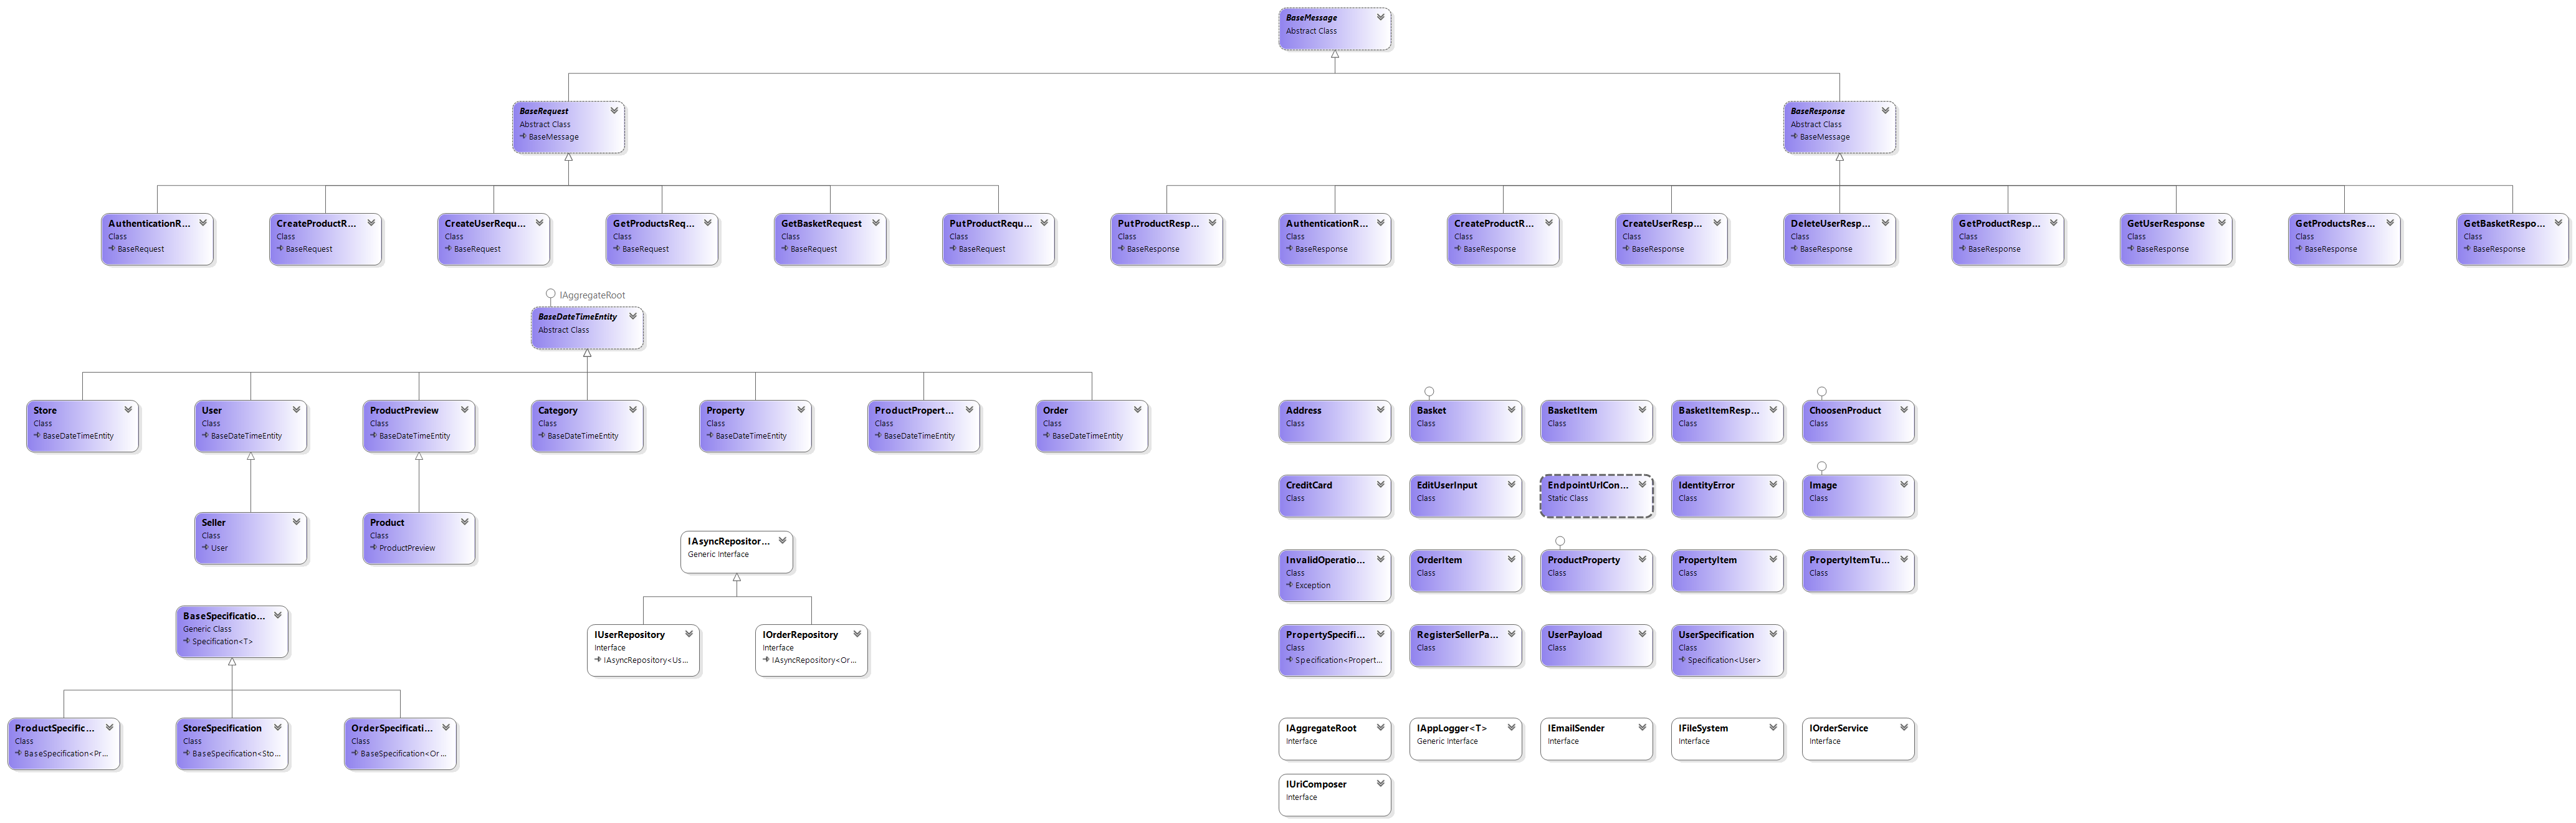 BaseMessage
Abstract Class
BaseRequest
Abstract Class
BaseMessage
BaseResponse
Abstract Class
BaseMessage
AuthenticationR...
Class
BaseRequest
CreateProductR...
Class
BaseRequest
CreateUserRequ...
Class
BaseRequest
GetProductsReq...
Class
BaseRequest
GetBasketRequest
Class
BaseRequest
PutProductRequ...
Class
BaseRequest
PutProductResp...
Class
BaseResponse
AuthenticationR...
Class
BaseResponse
CreateProductR...
Class
BaseResponse
CreateUserResp...
Class
BaseResponse
DeleteUserResp...
Class
BaseResponse
GetProductResp...
Class
BaseResponse
GetUserResponse
Class
BaseResponse
GetProductsRes...
Class
BaseResponse
GetBasketRespo...
Class
BaseResponse
IAggregateRoot
BaseDateTimeEntity
Abstract Class
Store
Class
BaseDateTimeEntity
User
Class
BaseDateTimeEntity
ProductPreview
Class
BaseDateTimeEntity
Category
Class
BaseDateTimeEntity
Property
Class
BaseDateTimeEntity
ProductPropert...
Class
BaseDateTimeEntity
Order
Class
BaseDateTimeEntity
Seller
Class
User
Product
Class
ProductPreview
IAsyncRepositor...
Generic Interface
IUserRepository
Interface
IAsyncRepository<Us...
IOrderRepository
Interface
IAsyncRepository<Or...
BaseSpecificatio...
Generic Class
Specification<T>
ProductSpecific...
Class
BaseSpecification<Pr...
StoreSpecification
Class
BaseSpecification<Sto...
OrderSpecificati...
Class
BaseSpecification<Or...
Address
Class
Basket
Class
BasketItem
Class
BasketItemResp...
Class
ChoosenProduct
Class
CreditCard
Class
EditUserInput
Class
EndpointUrlCon...
Static Class
IdentityError
Class
Image
Class
InvalidOperatio...
Class
Exception
OrderItem
Class
ProductProperty
Class
PropertyItem
Class
PropertyItemTu...
Class
PropertySpecifi...
Class
Specification<Propert...
RegisterSellerPa...
Class
UserPayload
Class
UserSpecification
Class
Specification<User>
IAggregateRoot
Interface
IAppLogger<T>
Generic Interface
IEmailSender
Interface
IFileSystem
Interface
IOrderService
Interface
IUriComposer
Interface